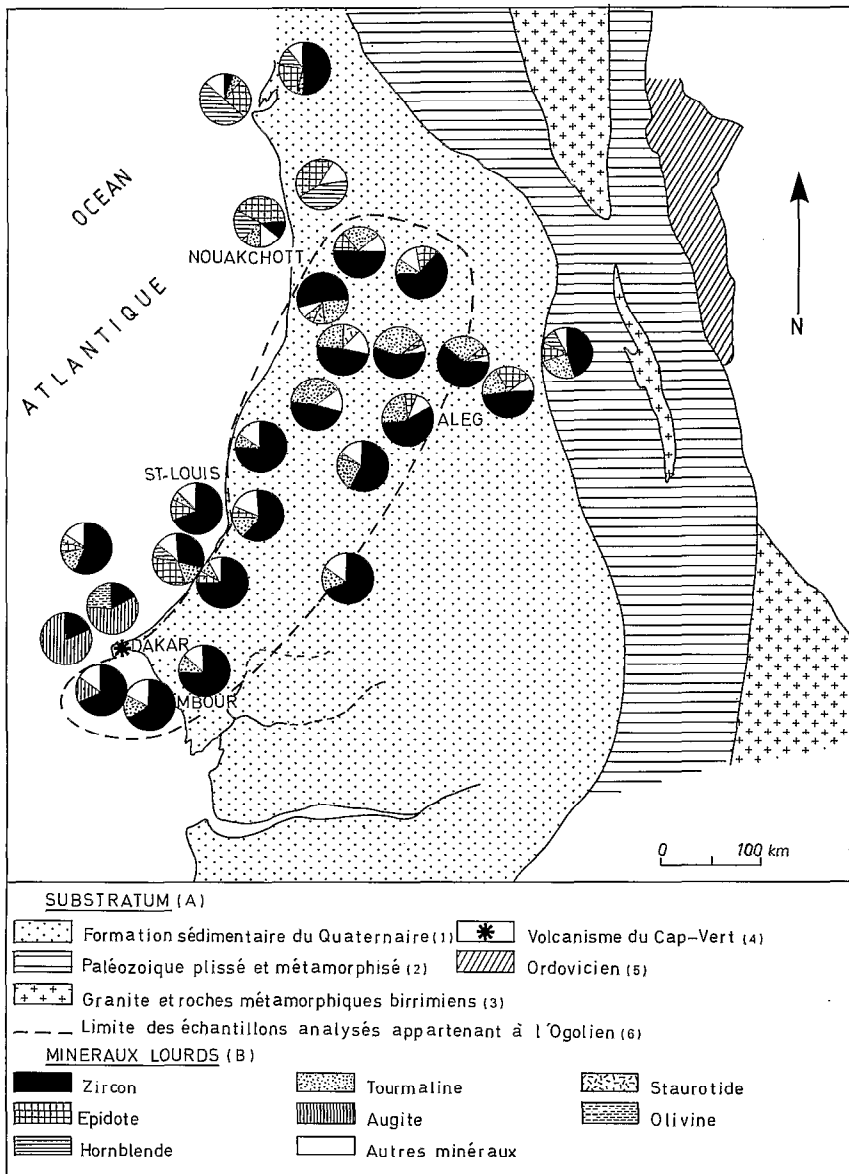 OCEAN
ATLANTIQUE
NOUAKCHOTT
N
ALEG
ST-LOUIS
DAKAR
MBOUR
0 100 km
SUBSTRATUM (A)
Formation sédimentaire du Quaternaire (1) Volcanisme du Cap-Vert (4)
Paléozoique plissé et métamorphisé (2) Ordovicien (5)
Granite et roches métamorphiques birrimiens (3)
Limite des échantillons analysés appartenant à l'Ogolien (6)
MINERAUX LOURDS (B)
Zircon Tourmaline Staurotide
Epidote Augite Olivine
Hornblende Autres minéraux